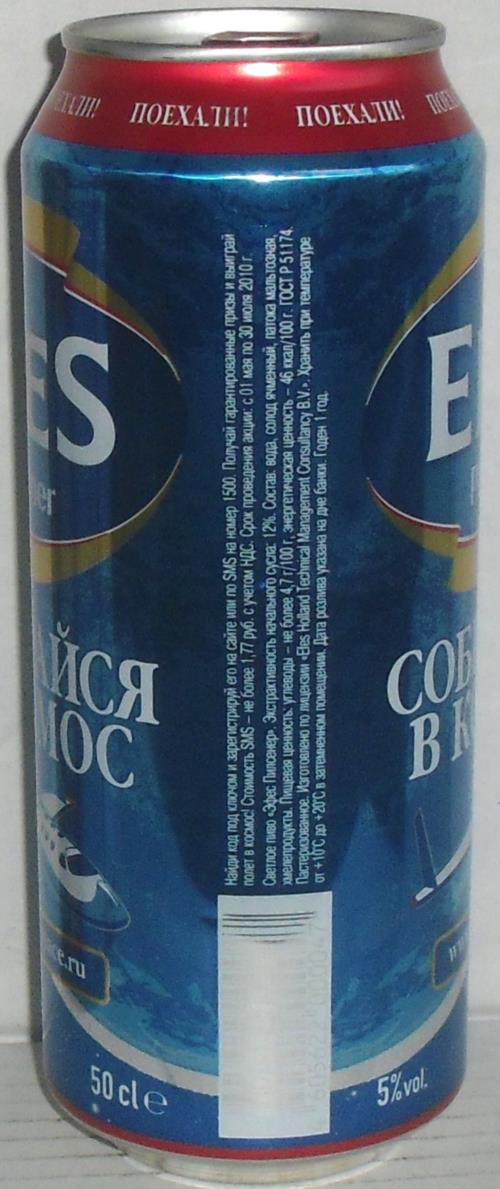 ПОЕХАЛИ! ПОЕХАЛИ! ПОЕХАЛИ!
ES
er
E
АЙСЯ
МОС
СОБ
В К
ce.ru
Найди код под ключом и зарегистрируй его на сайте или по SMS на номер 1500. Получай гарантированные призы и выиграй
полет в космос! Стоимость SMS – не более 1,77 руб. с учетом НДС. Срок проведения акции: с 01 мая по 30 июля 2010 г.
Светлое пиво «Эфес Пилсенер». Экстрактивность начального сусла: 12%. Состав: вода, солод ячменный, патока мальтозная,
хмелепродукты. Пищевая ценность: углеводы – не более 4,7 г/100 г, энергетическая ценность – 46 ккал/100 г. ГОСТ Р 51174.
Пастеризованное. Изготовлено по лицензии «Efes Holland Technical Management Consultancy B.V.». Хранить при температуре
от +10°С до +20°С в затемненном помещении. Дата розлива указана на дне банки. Годен 1 год.
50 cl e
5% vol.